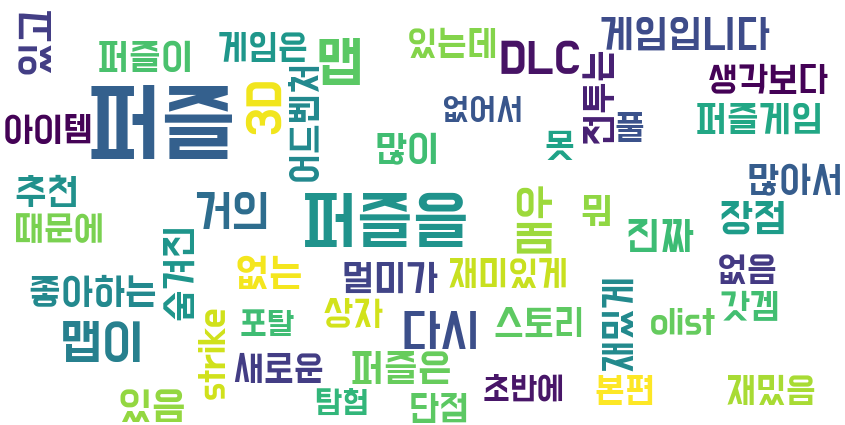 고
있
퍼즐이
게임은
맵
있는데
DLC
게임입니다
생각보다
아이템
퍼즐
3D
어드벤처
없어서
전투는
풀
퍼즐게임
많이
못
많아서
추천
때문에
거의
퍼즐을
아
봄
뭐
진짜
장점
숨겨진
없는
멀미가
재미있게
없음
좋아하는
맵이
상자
포탈
다시
스토리
재밌게
olist
갓겜
strike
새로운
퍼즐은
초반에
본편
재밌음
있음
탐험
단점